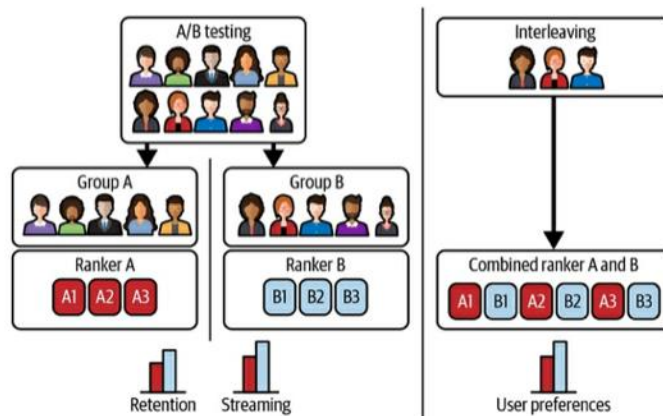 A/B testing
Group A
Group B
Ranker A
A1 A2 A3
Ranker B
B1 B2 B3
Retention
Streaming
Interleaving
Combined ranker A and B
A1 B1 A2 B2 A3 B3
User preferences